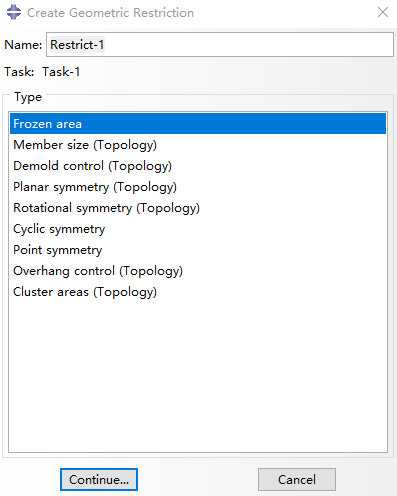 Create Geometric Restriction
Name: Restrict-1
Task: Task-1
Type
Frozen area
Member size (Topology)
Demold control (Topology)
Planar symmetry (Topology)
Rotational symmetry (Topology)
Cyclic symmetry
Point symmetry
Overhang control (Topology)
Cluster areas (Topology)
Continue... Cancel